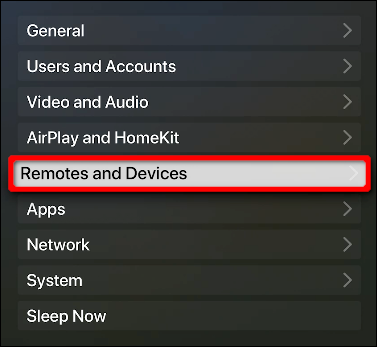 General
Users and Accounts
Video and Audio
AirPlay and HomeKit
Remotes and Devices
Apps
Network
System
Sleep Now